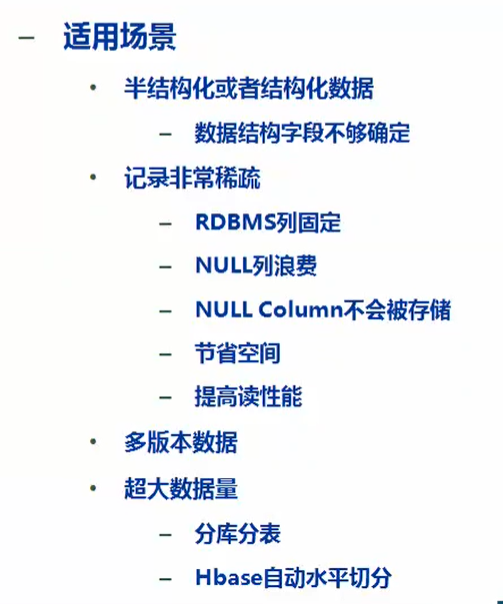 – 适用场景
• 半结构化或者结构化数据
– 数据结构字段不够确定
• 记录非常稀疏
– RDBMS列固定
– NULL列浪费
– NULL Column不会被存储
– 节省空间
– 提高读性能
• 多版本数据
• 超大数据量
– 分库分表
– Hbase自动水平切分